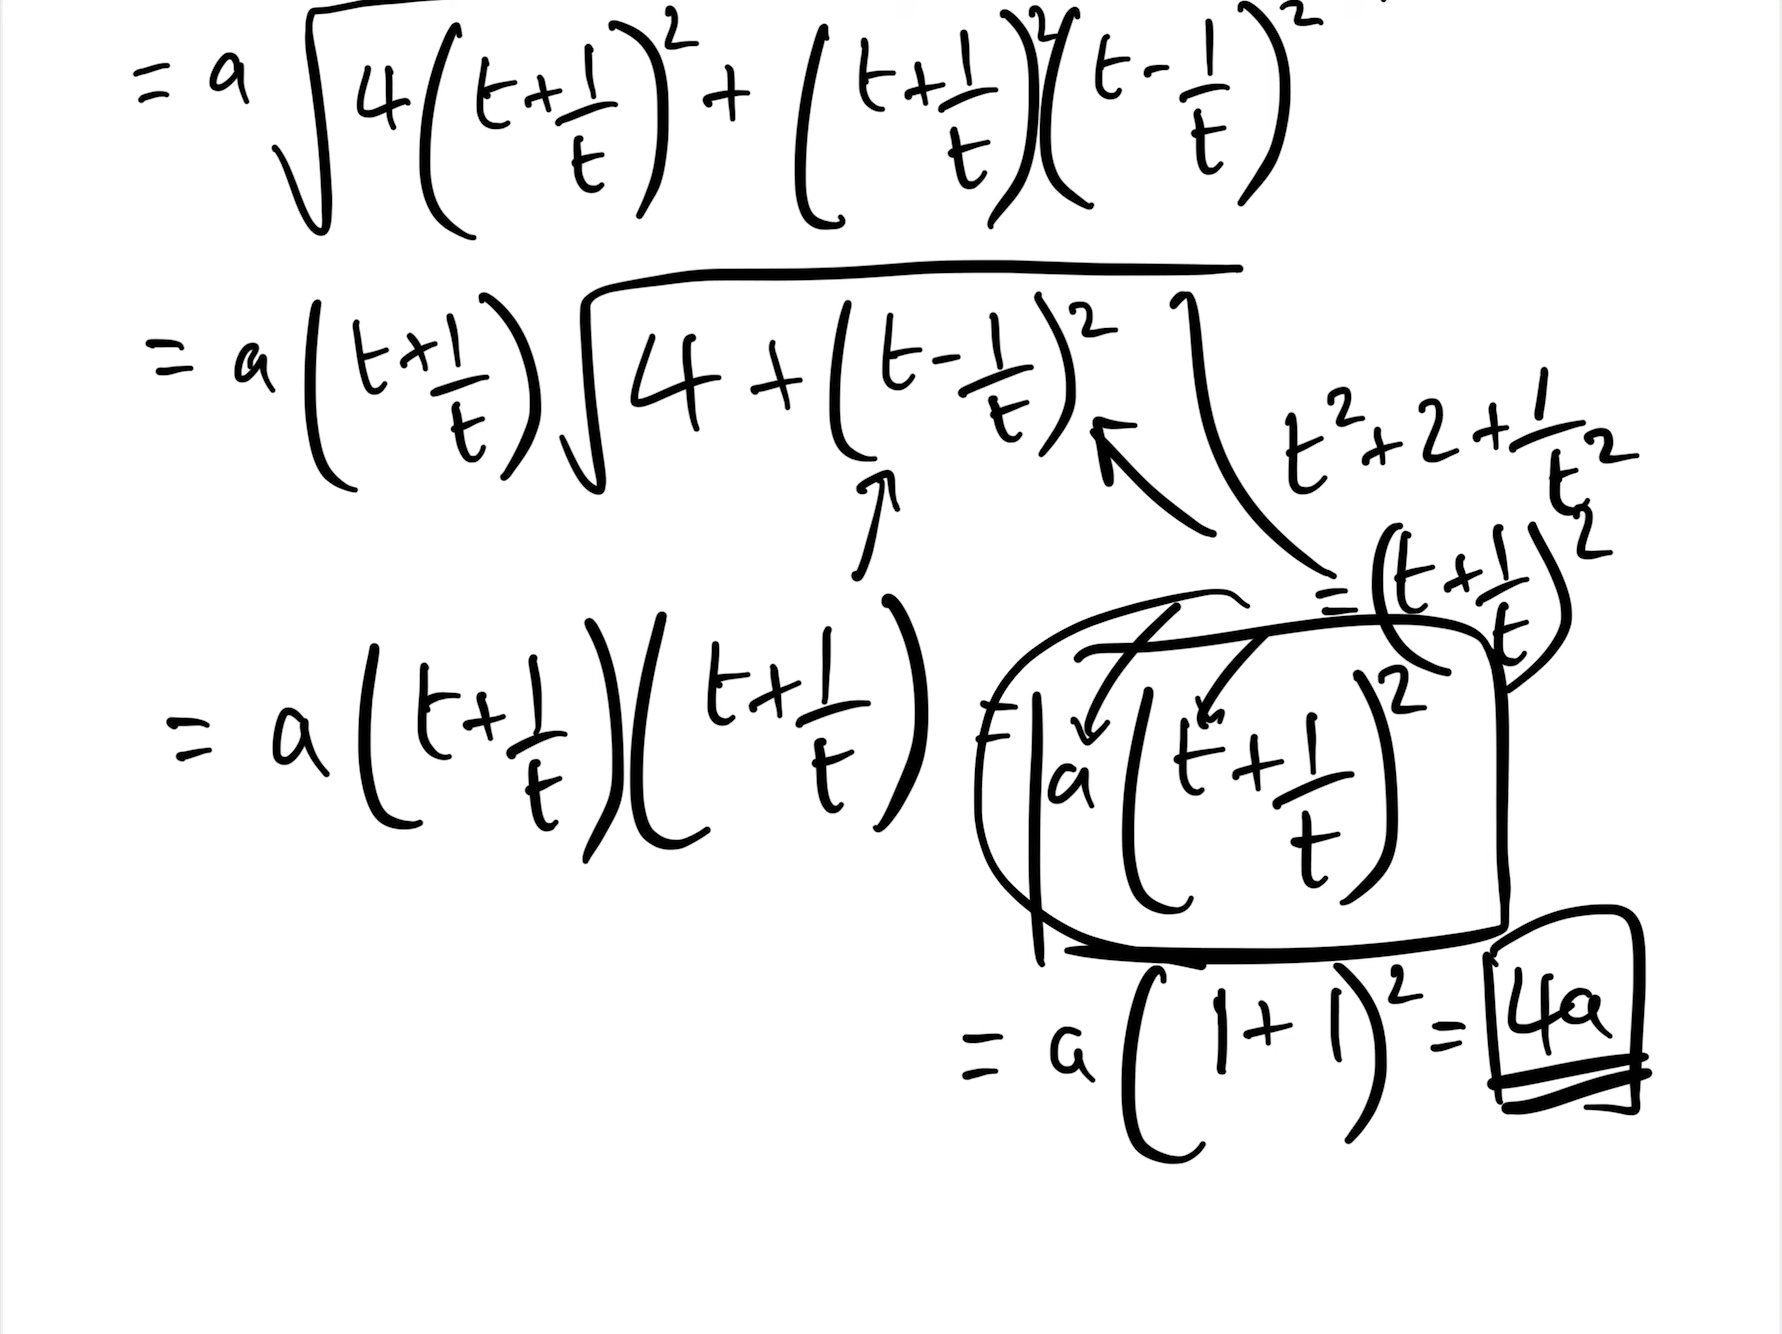 = a √(4(t + 1/t)² + (t + 1/t)²(t - 1/t)²)
= a (t + 1/t) √(4 + (t - 1/t)²)
t² + 2 + 1/t²
= (t + 1/t)²
= a (t + 1/t)(t + 1/t) = a (t + 1/t)²
= a (1 + 1)² = 4a